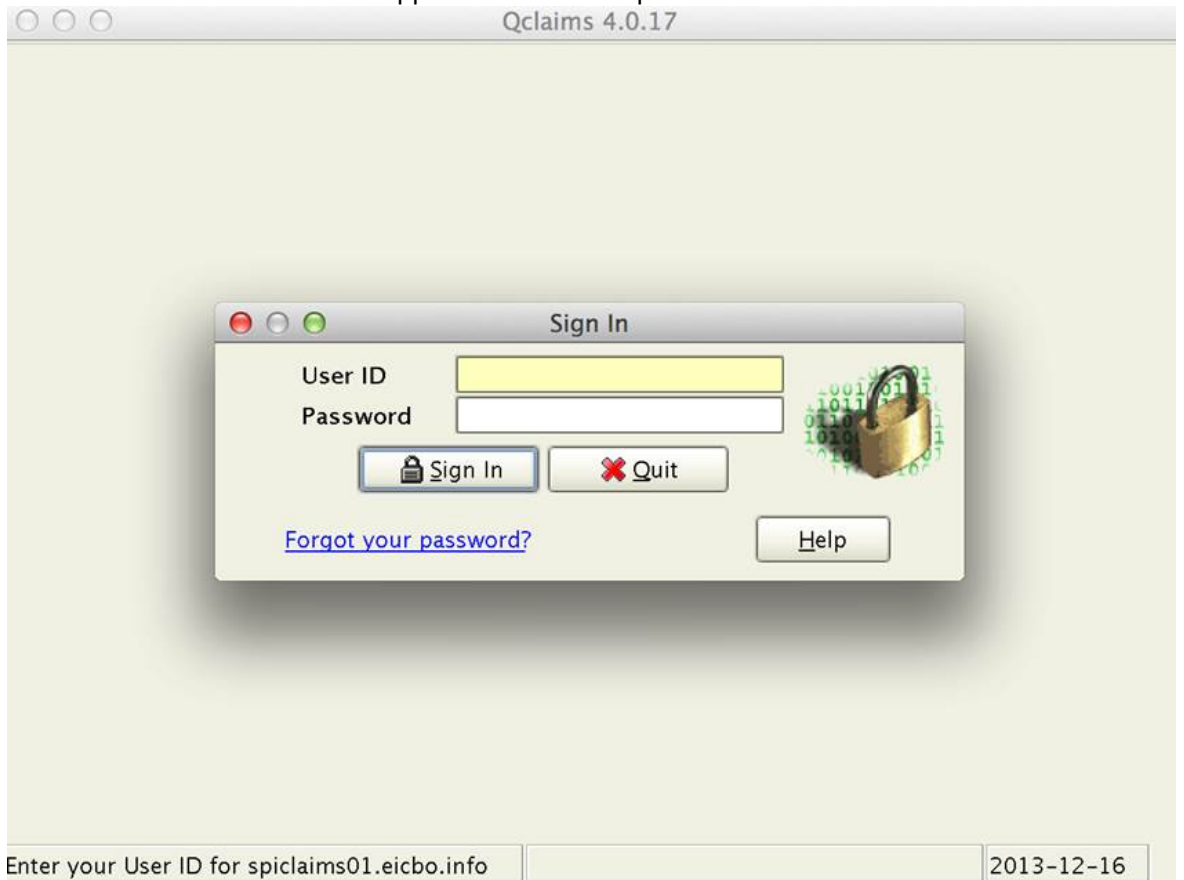 Qclaims 4.0.17
Sign In
User ID
Password
Sign In
Quit
Forgot your password?
Help
Enter your User ID for spiclaims01.eicbo.info
2013-12-16